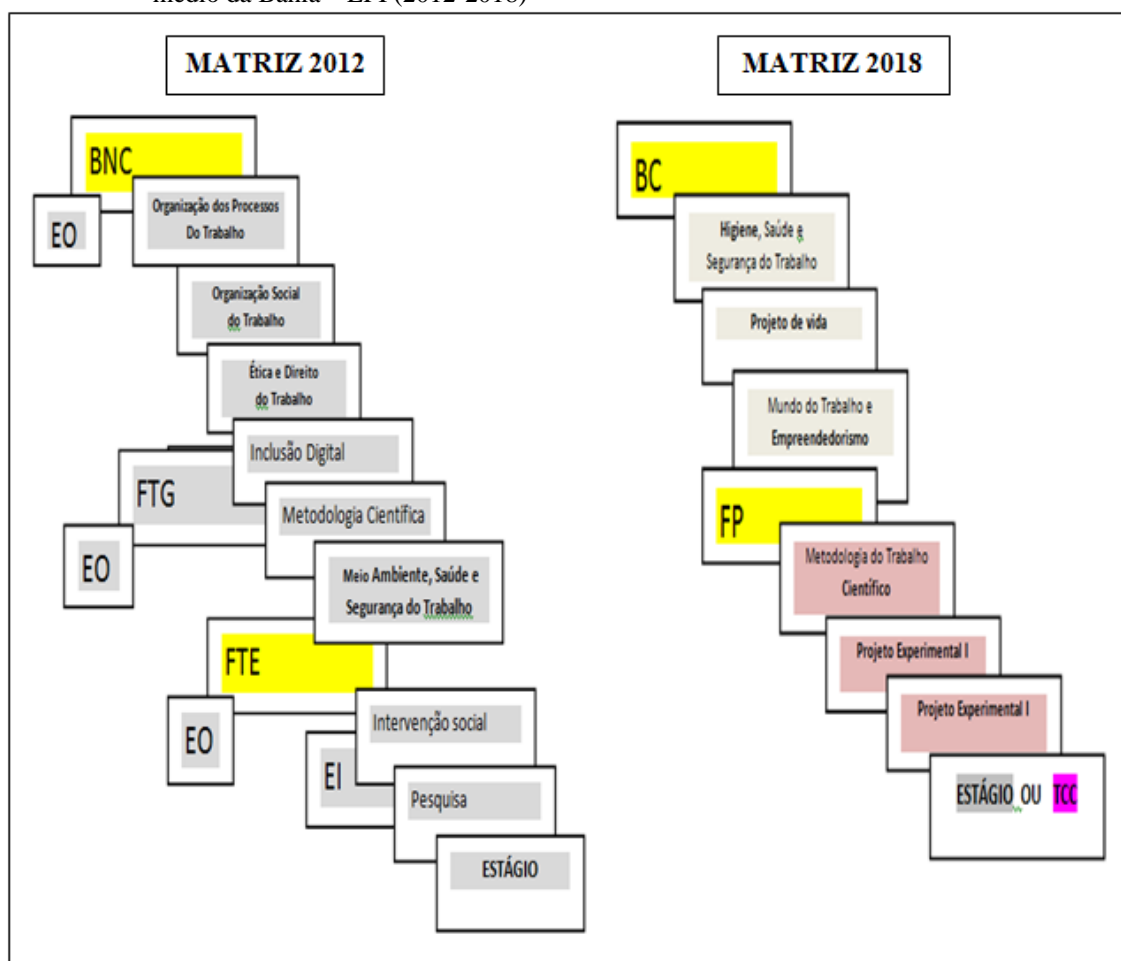 médio da Bahia – EPI (2012-2018)
MATRIZ 2012
BNC
EO
Organização dos Processos
Do Trabalho
Organização Social
do Trabalho
Ética e Direito
do Trabalho
Inclusão Digital
FTG
Metodologia Científica
EO
Meio Ambiente, Saúde e
Segurança do Trabalho
FTE
EO
Intervenção social
EI
Pesquisa
ESTÁGIO
MATRIZ 2018
BC
Higiene, Saúde e
Segurança do Trabalho
Projeto de vida
Mundo do Trabalho e
Empreendedorismo
FP
Metodologia do Trabalho
Científico
Projeto Experimental I
Projeto Experimental I
ESTÁGIO OU TCC